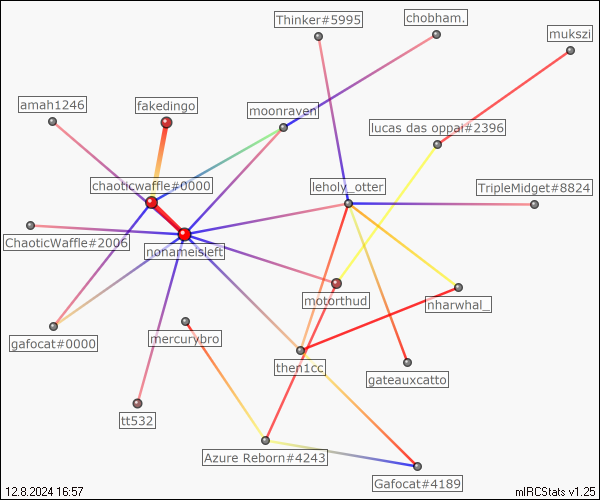 Thinker#5995
chobham.
mukszi
amah1246
fakedingo
moonraven
lucas das oppai#2396
chaoticwaffle#0000
leholy_otter
TripleMidget#8824
ChaoticWaffle#2006
nonameisleft
motorthud
nharwhal_
gafocat#0000
mercurybro
then1cc
gateauxcatto
tt532
Azure Reborn#4243
Gafocat#4189
12.8.2024 16:57
mIRCStats v1.25